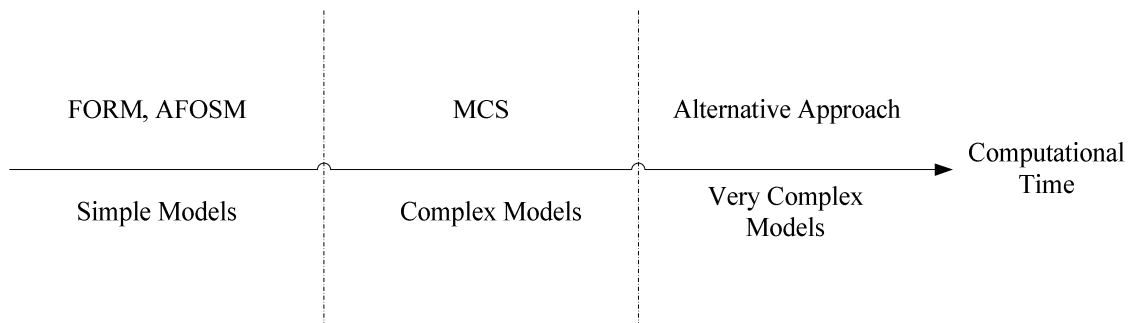 FORM, AFOSM
MCS
Alternative Approach
Computational
Time
Simple Models
Complex Models
Very Complex
Models